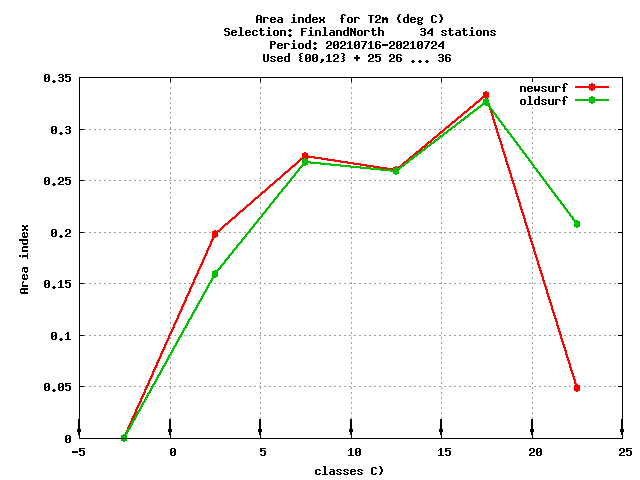 Area index  for T2m (deg C)
Selection: FinlandNorth     34 stations
Period: 20210716-20210724
Used {00,12} + 25 26 ... 36
newsurf
oldsurf
0.35
0.3
0.25
0.2
0.15
0.1
0.05
0
Area index
-5 0 5 10 15 20 25
classes C)